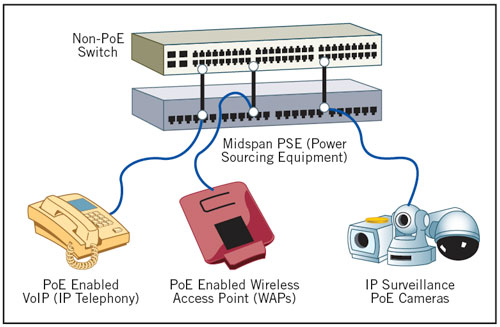 Non-PoE
Switch
Midspan PSE (Power
Sourcing Equipment)
PoE Enabled
VoIP (IP Telephony)
PoE Enabled Wireless
Access Point (WAPs)
IP Surveillance
PoE Cameras